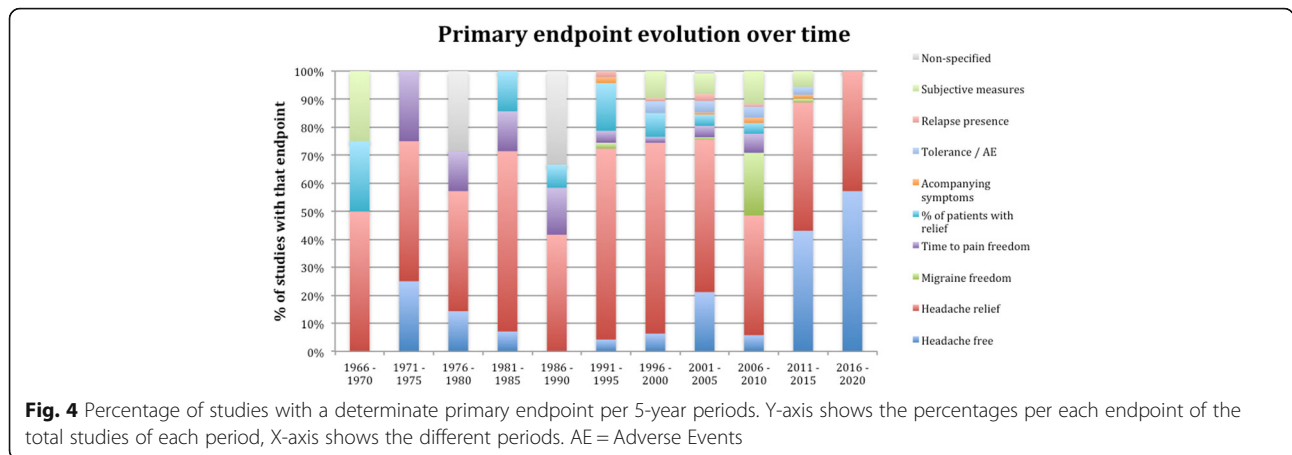 Primary endpoint evolution over time
% of studies with that endpoint
100%
90%
80%
70%
60%
50%
40%
30%
20%
10%
0%
1966 - 1970
1971 - 1975
1976 - 1980
1981 - 1985
1986 - 1990
1991 - 1995
1996 - 2000
2001 - 2005
2006 - 2010
2011 - 2015
2016 - 2020
Non-specified
Subjective measures
Relapse presence
Tolerance / AE
Acompanying
symptoms
% of patients with
relief
Time to pain freedom
Migraine freedom
Headache relief
Headache free
Fig. 4 Percentage of studies with a determinate primary endpoint per 5-year periods. Y-axis shows the percentages per each endpoint of the
total studies of each period, X-axis shows the different periods. AE = Adverse Events